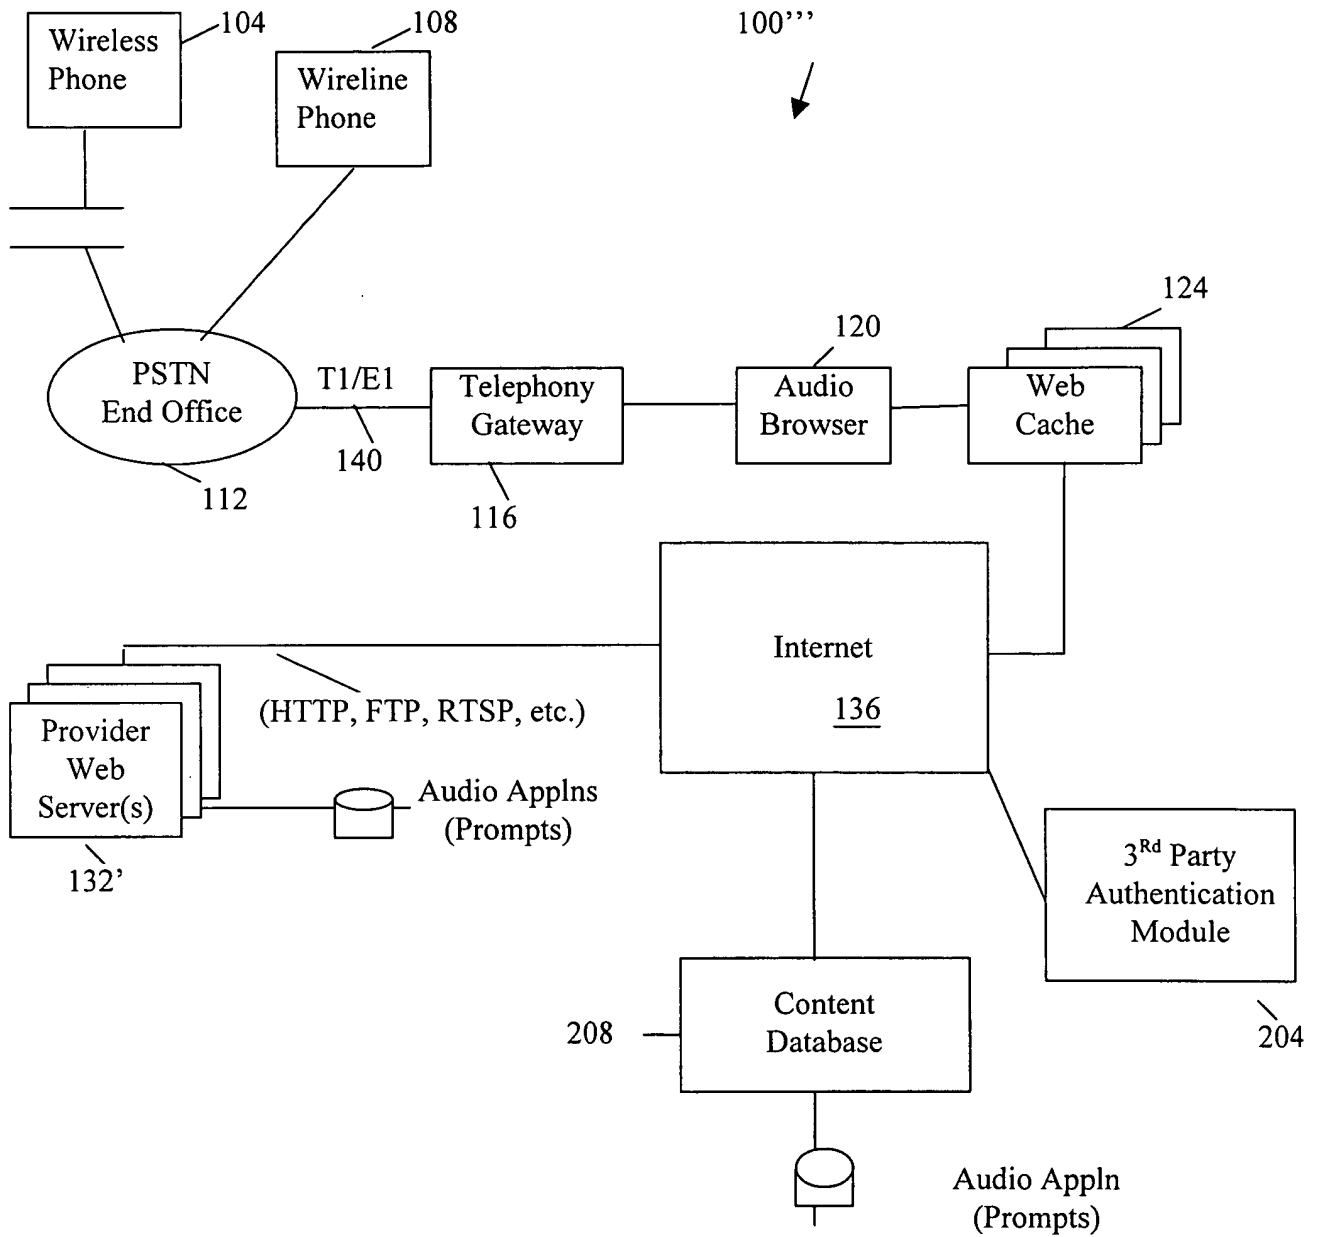 104
108
100’’’
Wireless
Phone
Wireline
Phone
124
120
PSTN
End Office
T1/E1
Telephony
Gateway
Audio
Browser
Web
Cache
140
112
116
Internet
136
(HTTP, FTP, RTSP, etc.)
Provider
Web
Server(s)
Audio Applns
(Prompts)
132’
3Rd Party
Authentication
Module
Content
Database
208
204
Audio Appln
(Prompts)